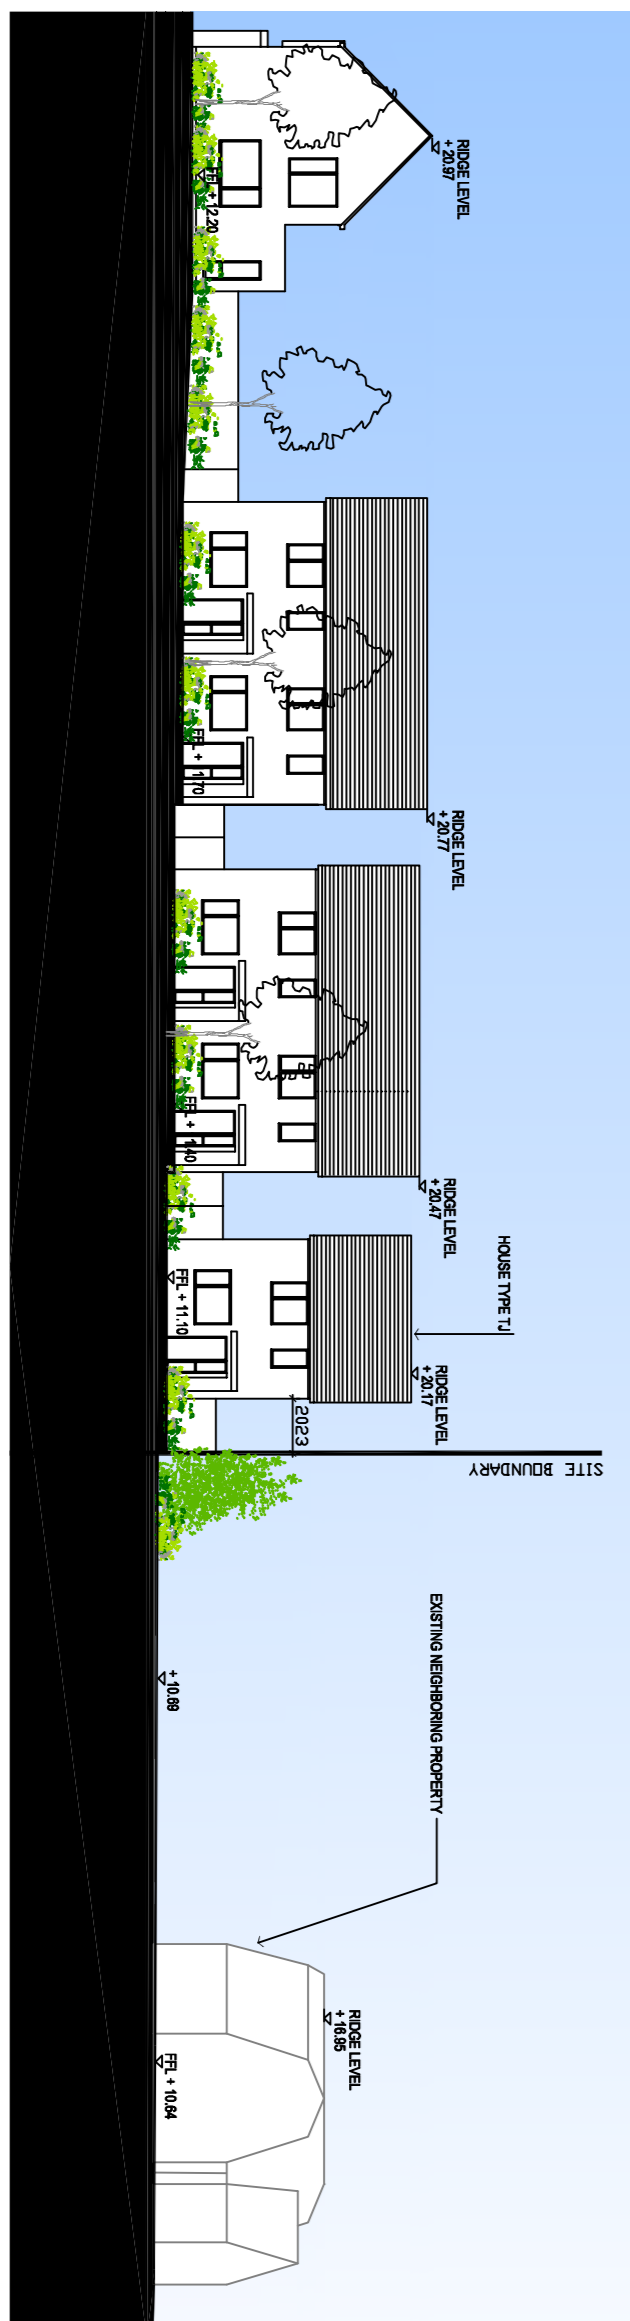 RIDGE LEVEL
+ 20.97
FFL + 12.20
RIDGE LEVEL
+ 20.77
FFL + 11.70
RIDGE LEVEL
+ 20.47
FFL + 11.40
HOUSE TYPE TJ
RIDGE LEVEL
+ 20.17
FFL + 11.10
2023
SITE BOUNDARY
+ 10.69
EXISTING NEIGHBORING PROPERTY
RIDGE LEVEL
+ 16.95
FFL + 10.64